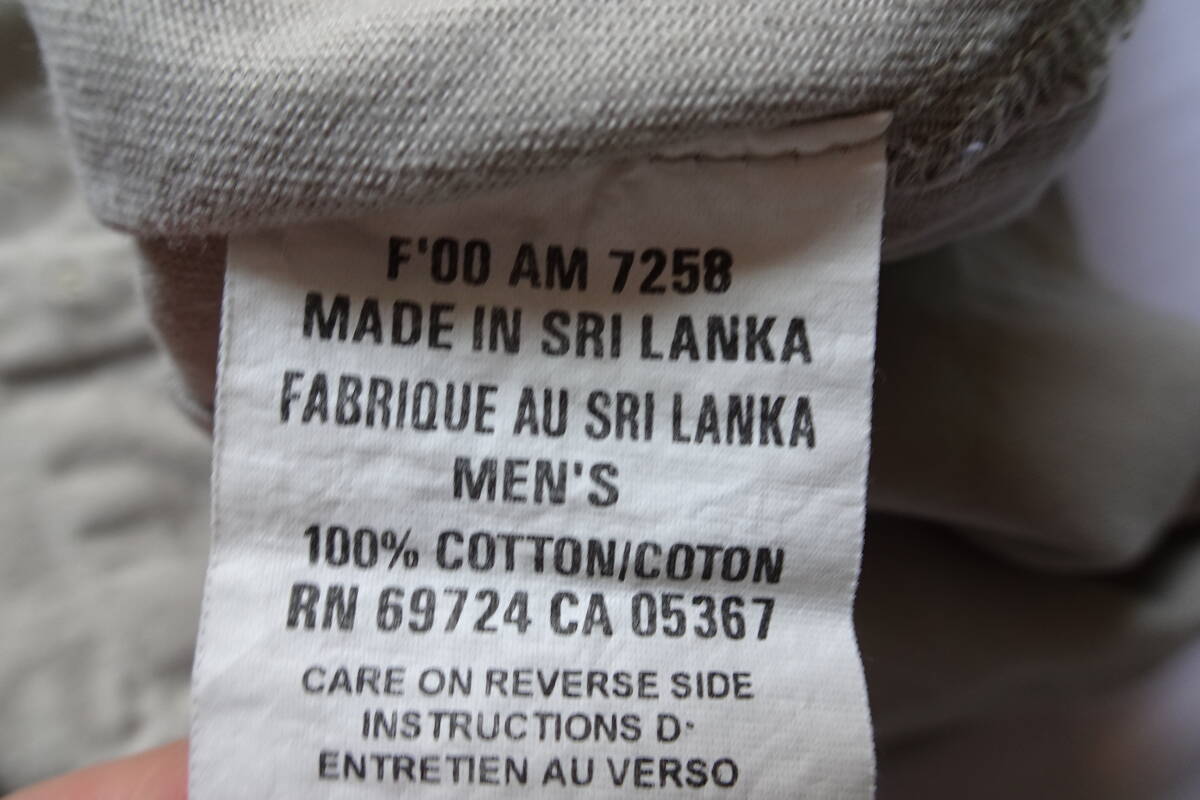 F'00 AM 7258
MADE IN SRI LANKA
FABRIQUE AU SRI LANKA
MEN'S
100% COTTON/COTON
RN 69724 CA 05367
CARE ON REVERSE SIDE
INSTRUCTIONS D'
ENTRETIEN AU VERSO